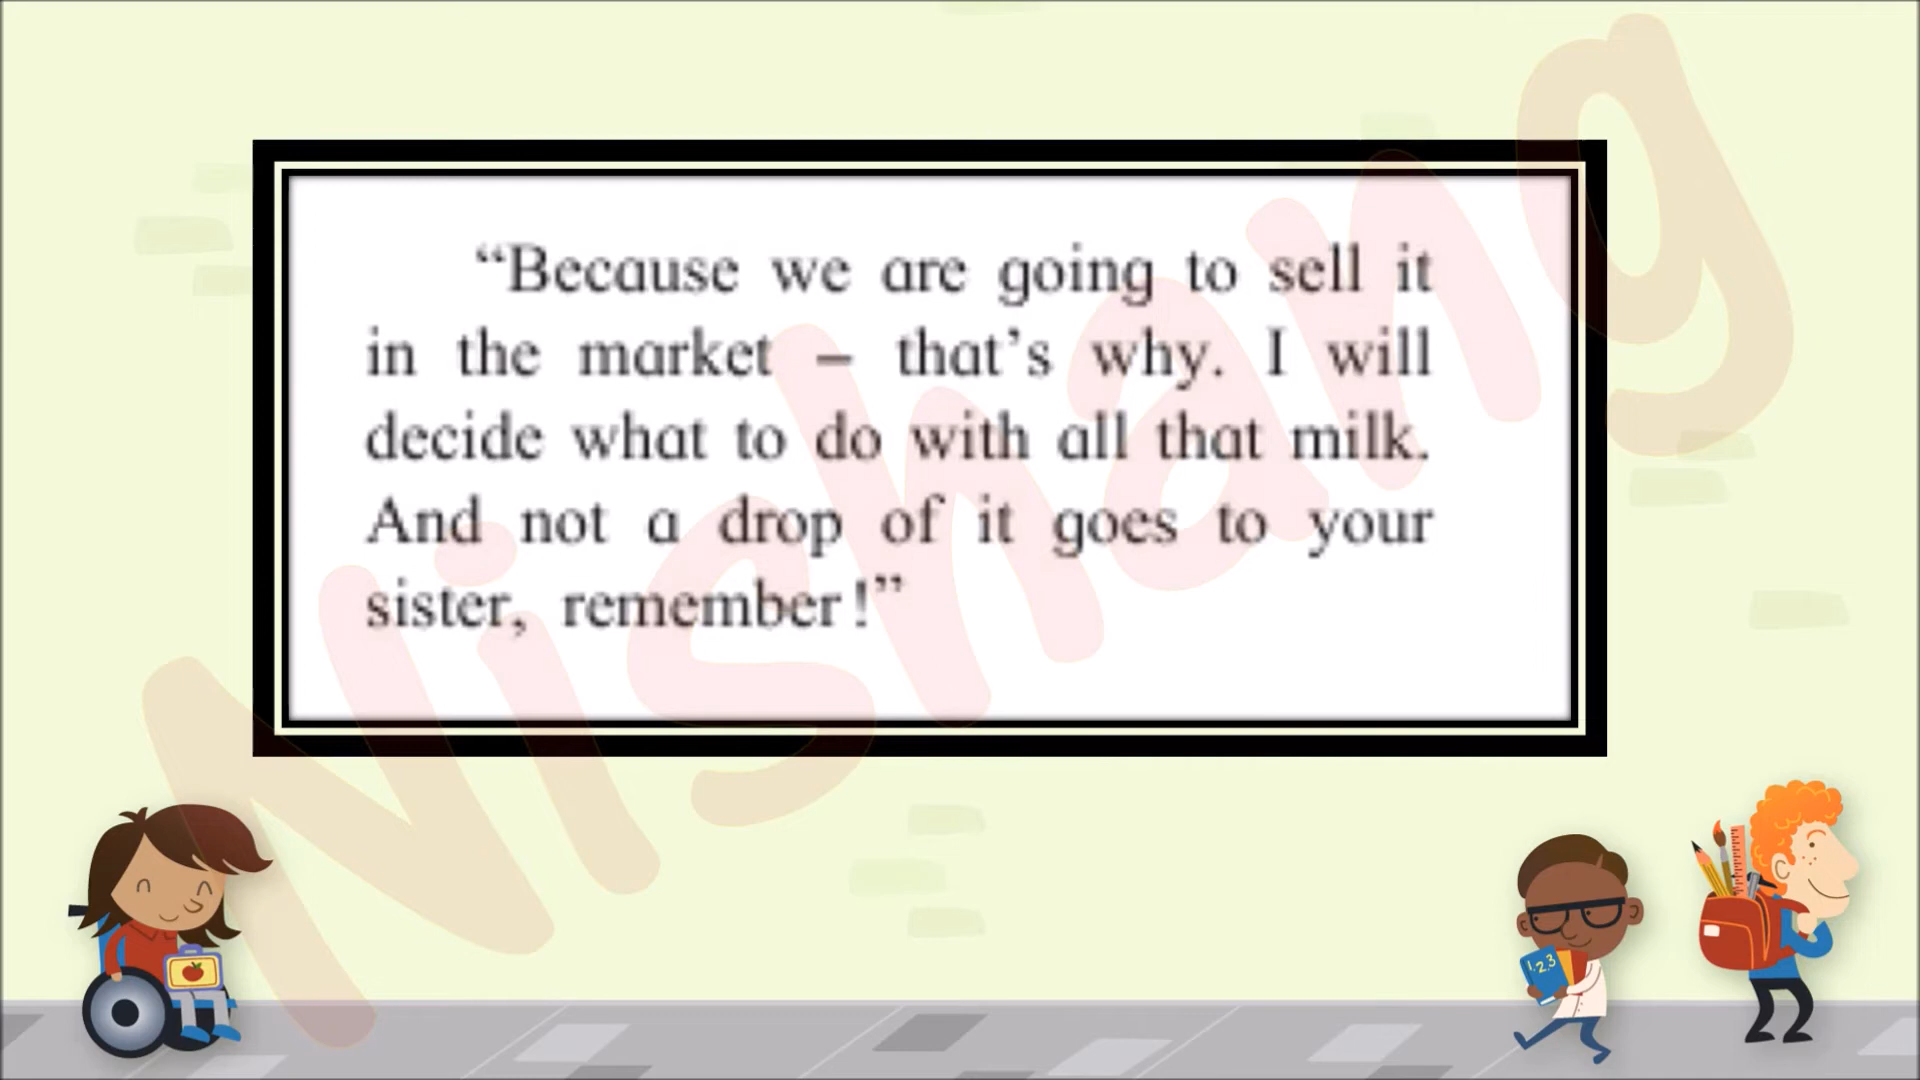 “Because we are going to sell it
in the market – that’s why. I will
decide what to do with all that milk.
And not a drop of it goes to your
sister, remember!”
Nishang
1,2,3